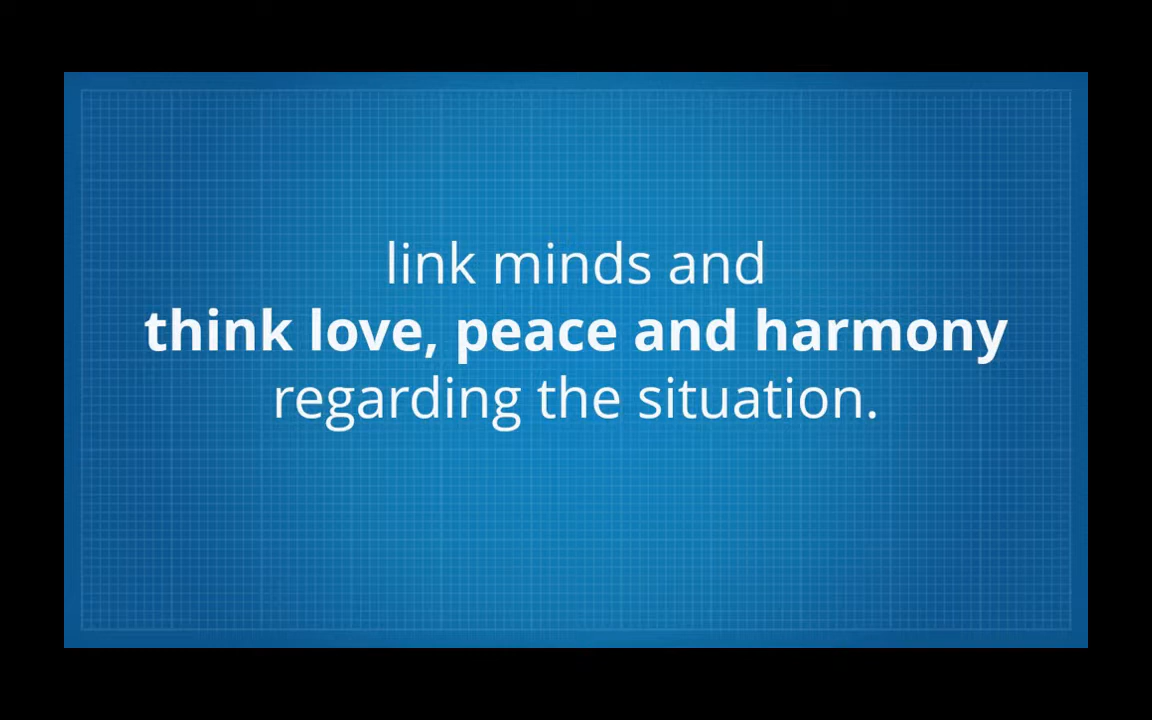 link minds and
think love, peace and harmony
regarding the situation.